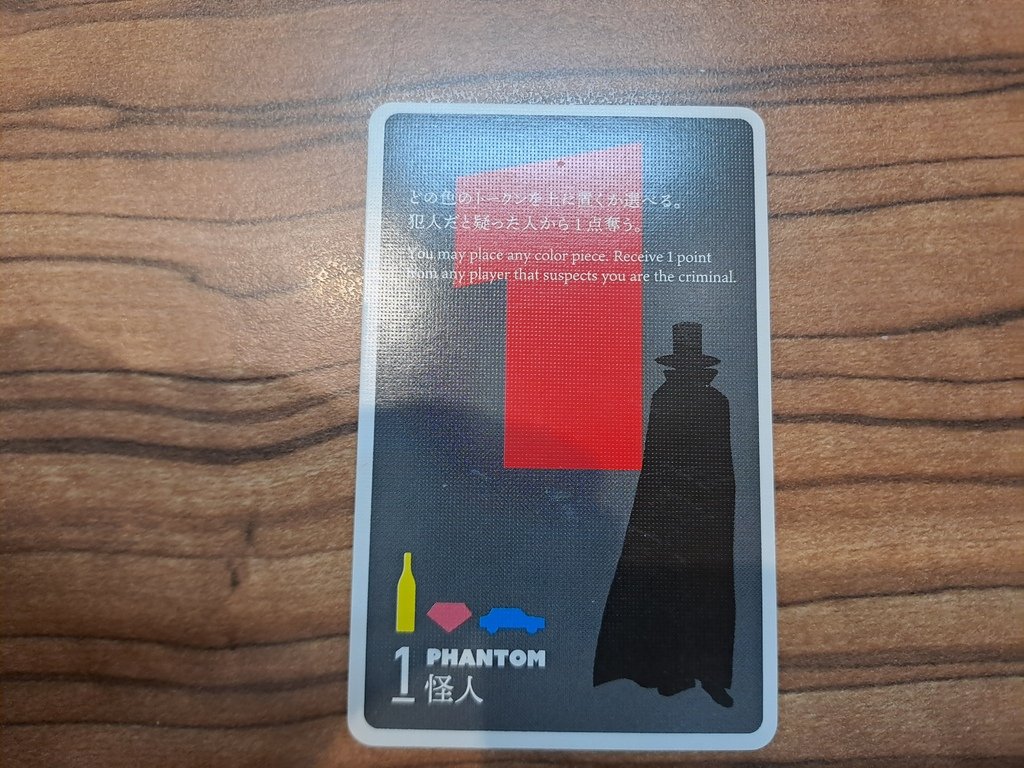 どの色のトークンを上に置くか選べる。
犯人だと疑った人から1点奪う。
You may place any color piece. Receive 1 point
from any player that suspects you are the criminal.
1
1 PHANTOM
怪人